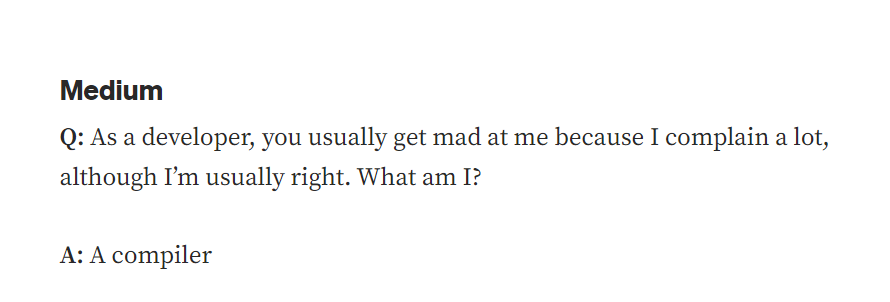 Medium
Q: As a developer, you usually get mad at me because I complain a lot,
although I’m usually right. What am I?
A: A compiler